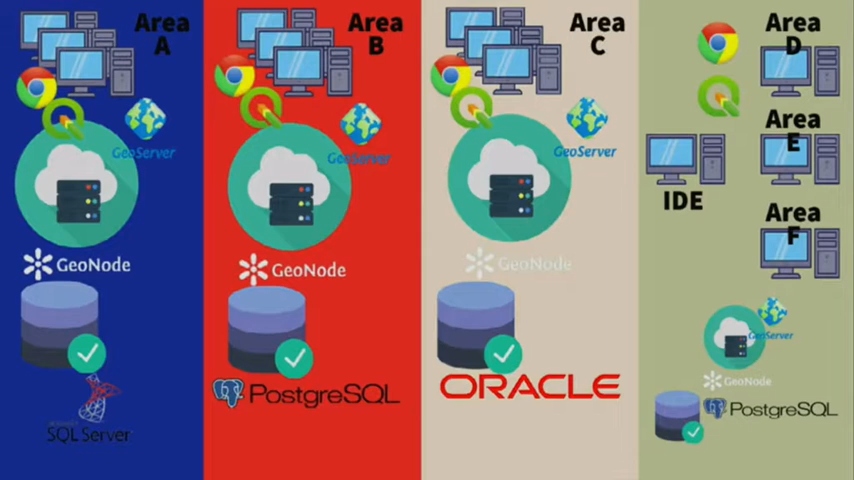 Area
A
GeoServer
GeoNode
SQL Server
Area
B
GeoServer
GeoNode
PostgreSQL
Area
C
GeoServer
GeoNode
ORACLE
Area
D
Area
E
IDE
Area
F
GeoServer
GeoNode
PostgreSQL